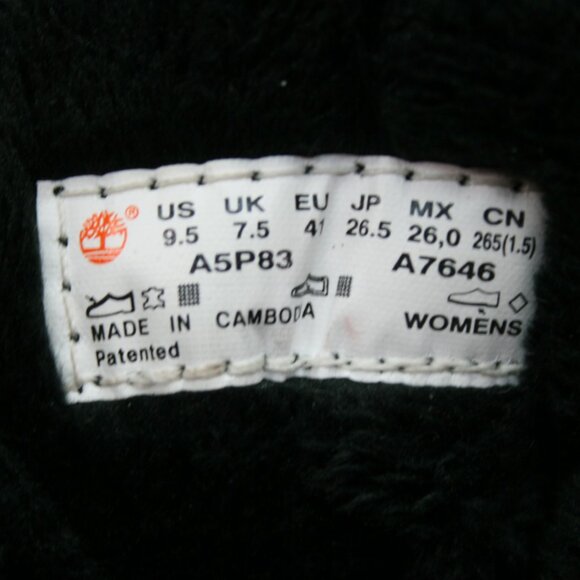 ® US UK EU JP MX CN
9.5 7.5 41 26.5 26,0 265(1.5)
A5P83 A7646
MADE IN CAMBODIA WOMENS
Patented